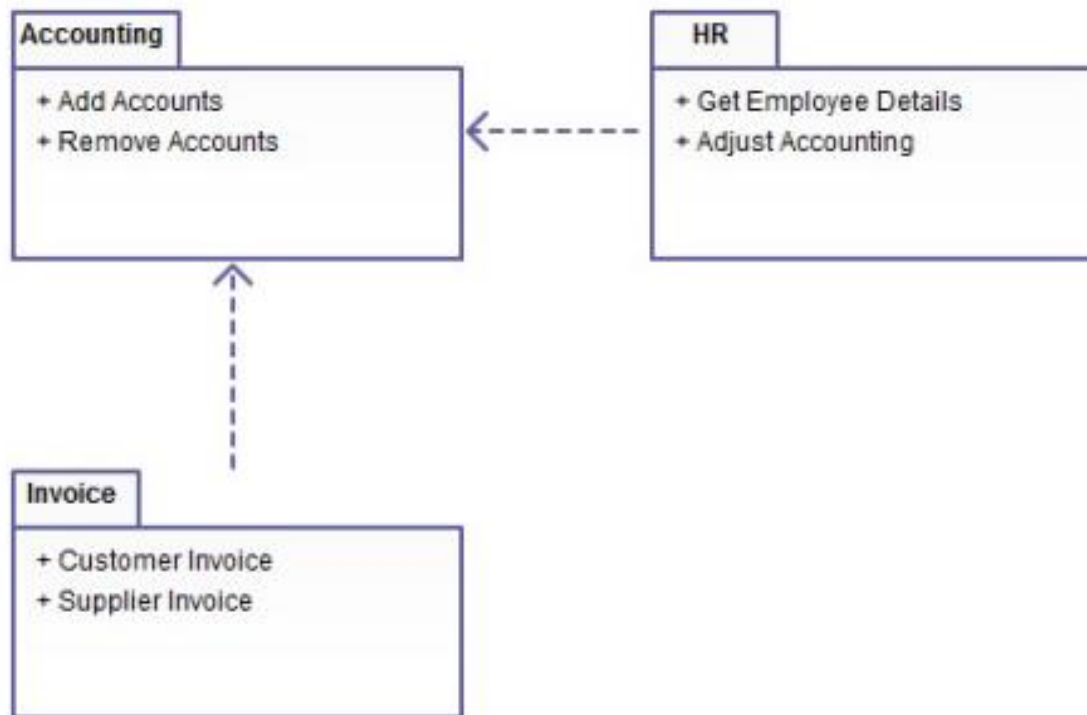 Accounting
+ Add Accounts
+ Remove Accounts
HR
+ Get Employee Details
+ Adjust Accounting
Invoice
+ Customer Invoice
+ Supplier Invoice